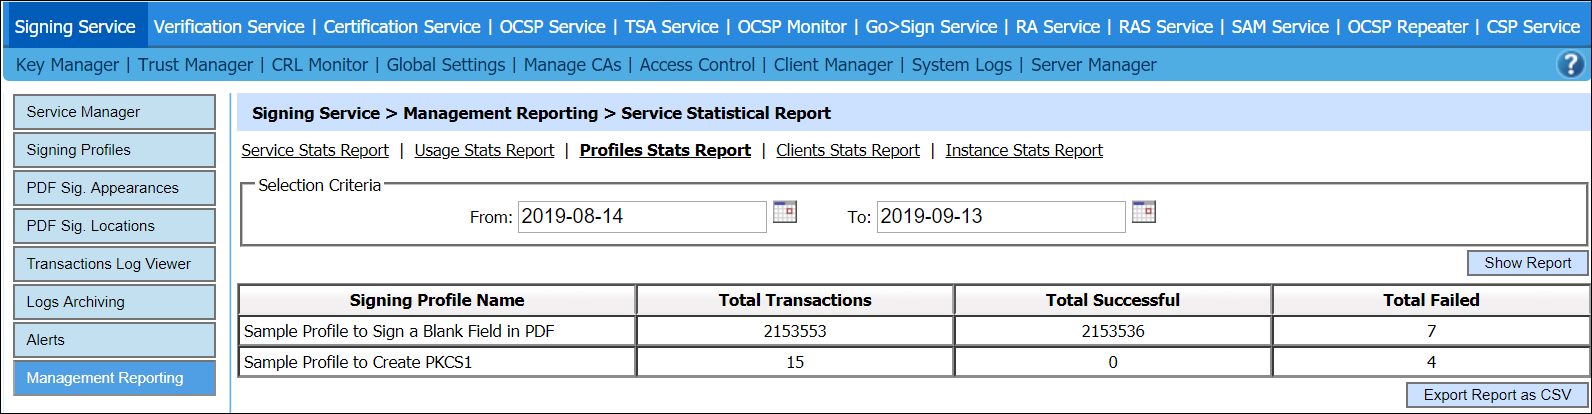 Signing Service Verification Service | Certification Service | OCSP Service | TSA Service | OCSP Monitor | Go>Sign Service | RA Service | RAS Service | SAM Service | OCSP Repeater | CSP Service
Key Manager | Trust Manager | CRL Monitor | Global Settings | Manage CAs | Access Control | Client Manager | System Logs | Server Manager ?
Service Manager
Signing Profiles
PDF Sig. Appearances
PDF Sig. Locations
Transactions Log Viewer
Logs Archiving
Alerts
Management Reporting
Signing Service > Management Reporting > Service Statistical Report
Service Stats Report | Usage Stats Report | Profiles Stats Report | Clients Stats Report | Instance Stats Report
Selection Criteria
From: 2019-08-14 To: 2019-09-13
Show Report
Signing Profile Name Total Transactions Total Successful Total Failed
Sample Profile to Sign a Blank Field in PDF 2153553 2153536 7
Sample Profile to Create PKCS1 15 0 4
Export Report as CSV